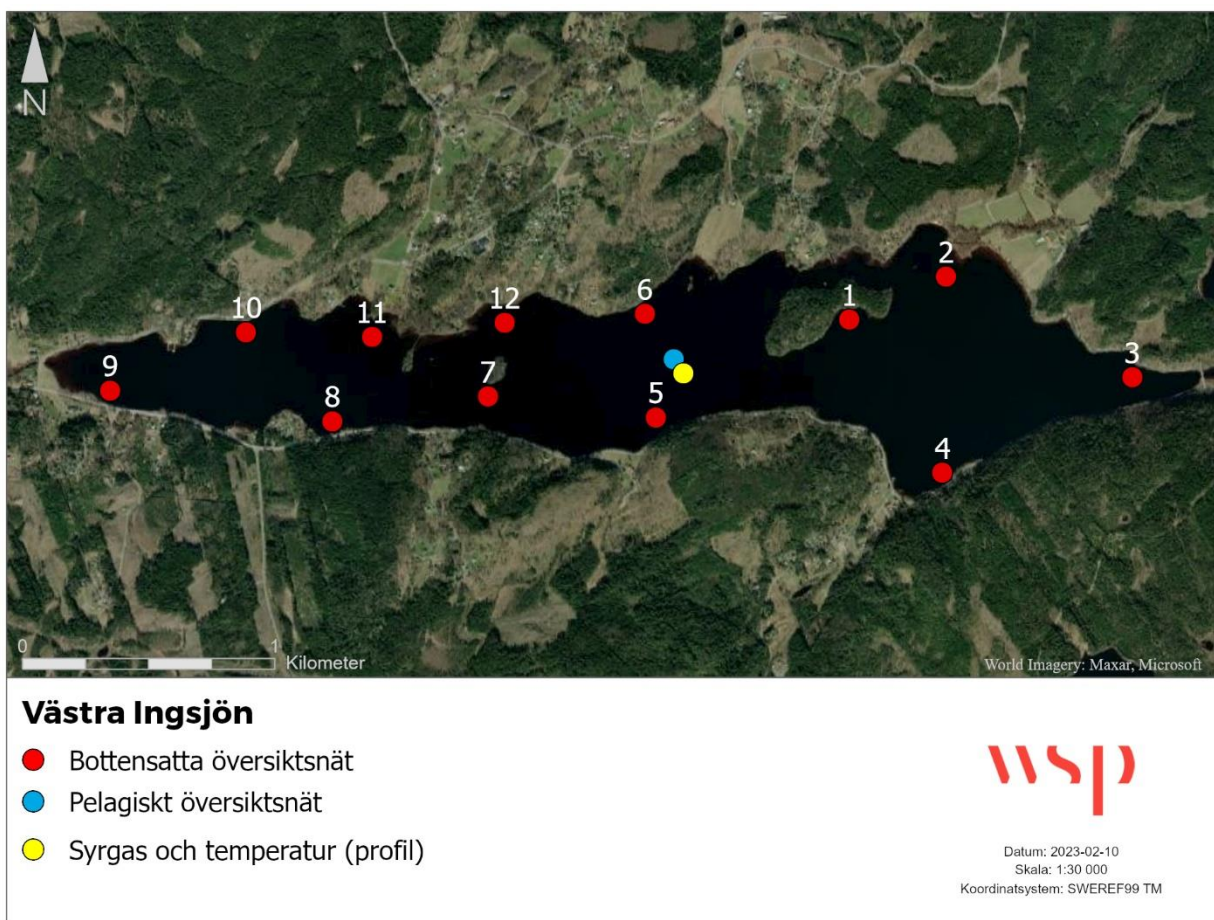 N
2
10
11
12
6
1
9
8
7
5
3
4
0 1
Kilometer
World Imagery: Maxar, Microsoft
Västra Ingsjön
Bottensatta översiktsnät
Pelagiskt översiktsnät
Syrgas och temperatur (profil)
wsp
Datum: 2023-02-10
Skala: 1:30 000
Koordinatsystem: SWEREF99 TM